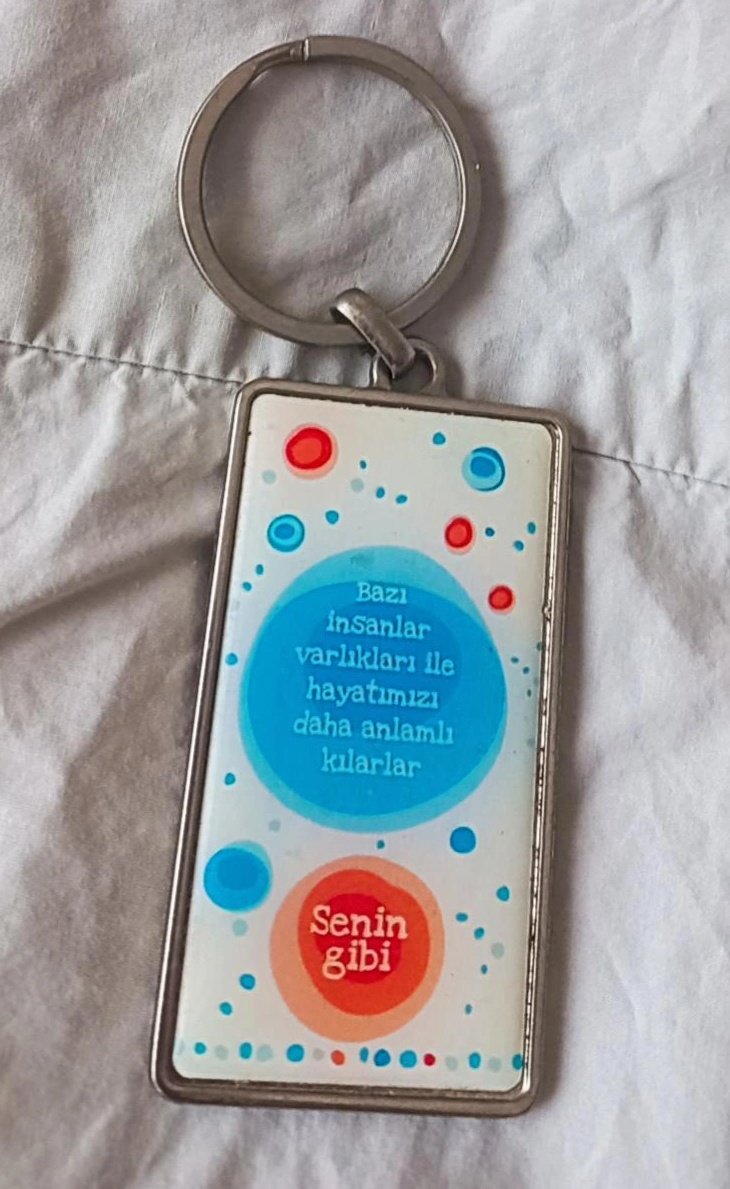 Bazı
insanlar
varlıkları ile
hayatımızı
daha anlamlı
kılarlar
Senin
gibi